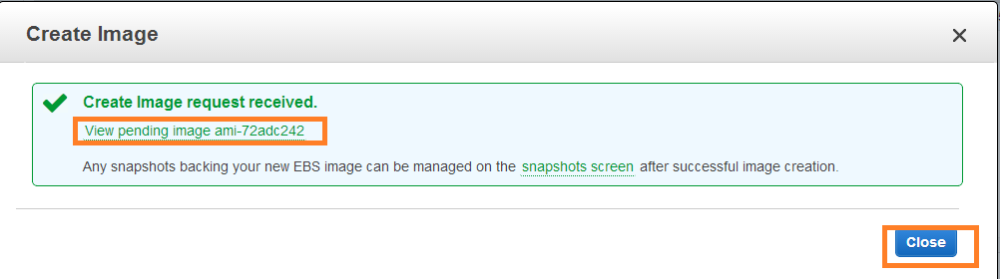 Create Image
Create Image request received.
View pending image ami-72adc242
Any snapshots backing your new EBS image can be managed on the snapshots screen after successful image creation.
Close